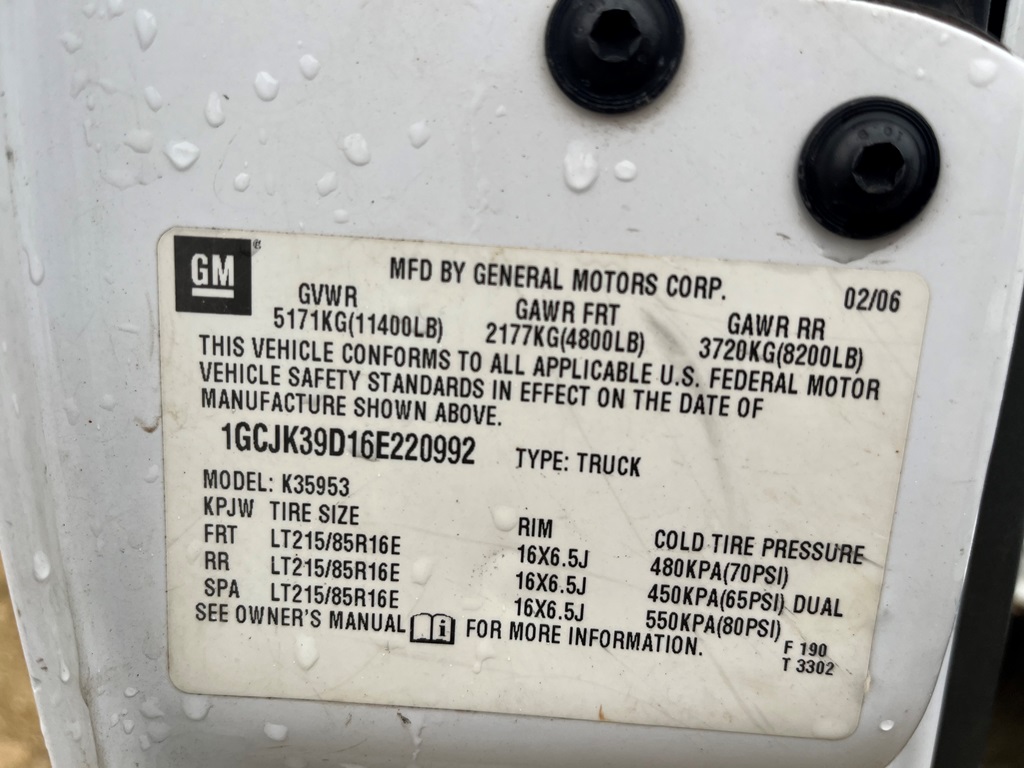 GM
MFD BY GENERAL MOTORS CORP. 02/06
GVWR GAWR FRT GAWR RR
5171KG(11400LB) 2177KG(4800LB) 3720KG(8200LB)
THIS VEHICLE CONFORMS TO ALL APPLICABLE U.S. FEDERAL MOTOR
VEHICLE SAFETY STANDARDS IN EFFECT ON THE DATE OF
MANUFACTURE SHOWN ABOVE.
1GCJK39D16E220992 TYPE: TRUCK
MODEL: K35953
KPJW TIRE SIZE RIM COLD TIRE PRESSURE
FRT LT215/85R16E 16X6.5J 480KPA(70PSI)
RR LT215/85R16E 16X6.5J 450KPA(65PSI) DUAL
SPA LT215/85R16E 16X6.5J 550KPA(80PSI)
SEE OWNER'S MANUAL i FOR MORE INFORMATION.
F 190
T 3302